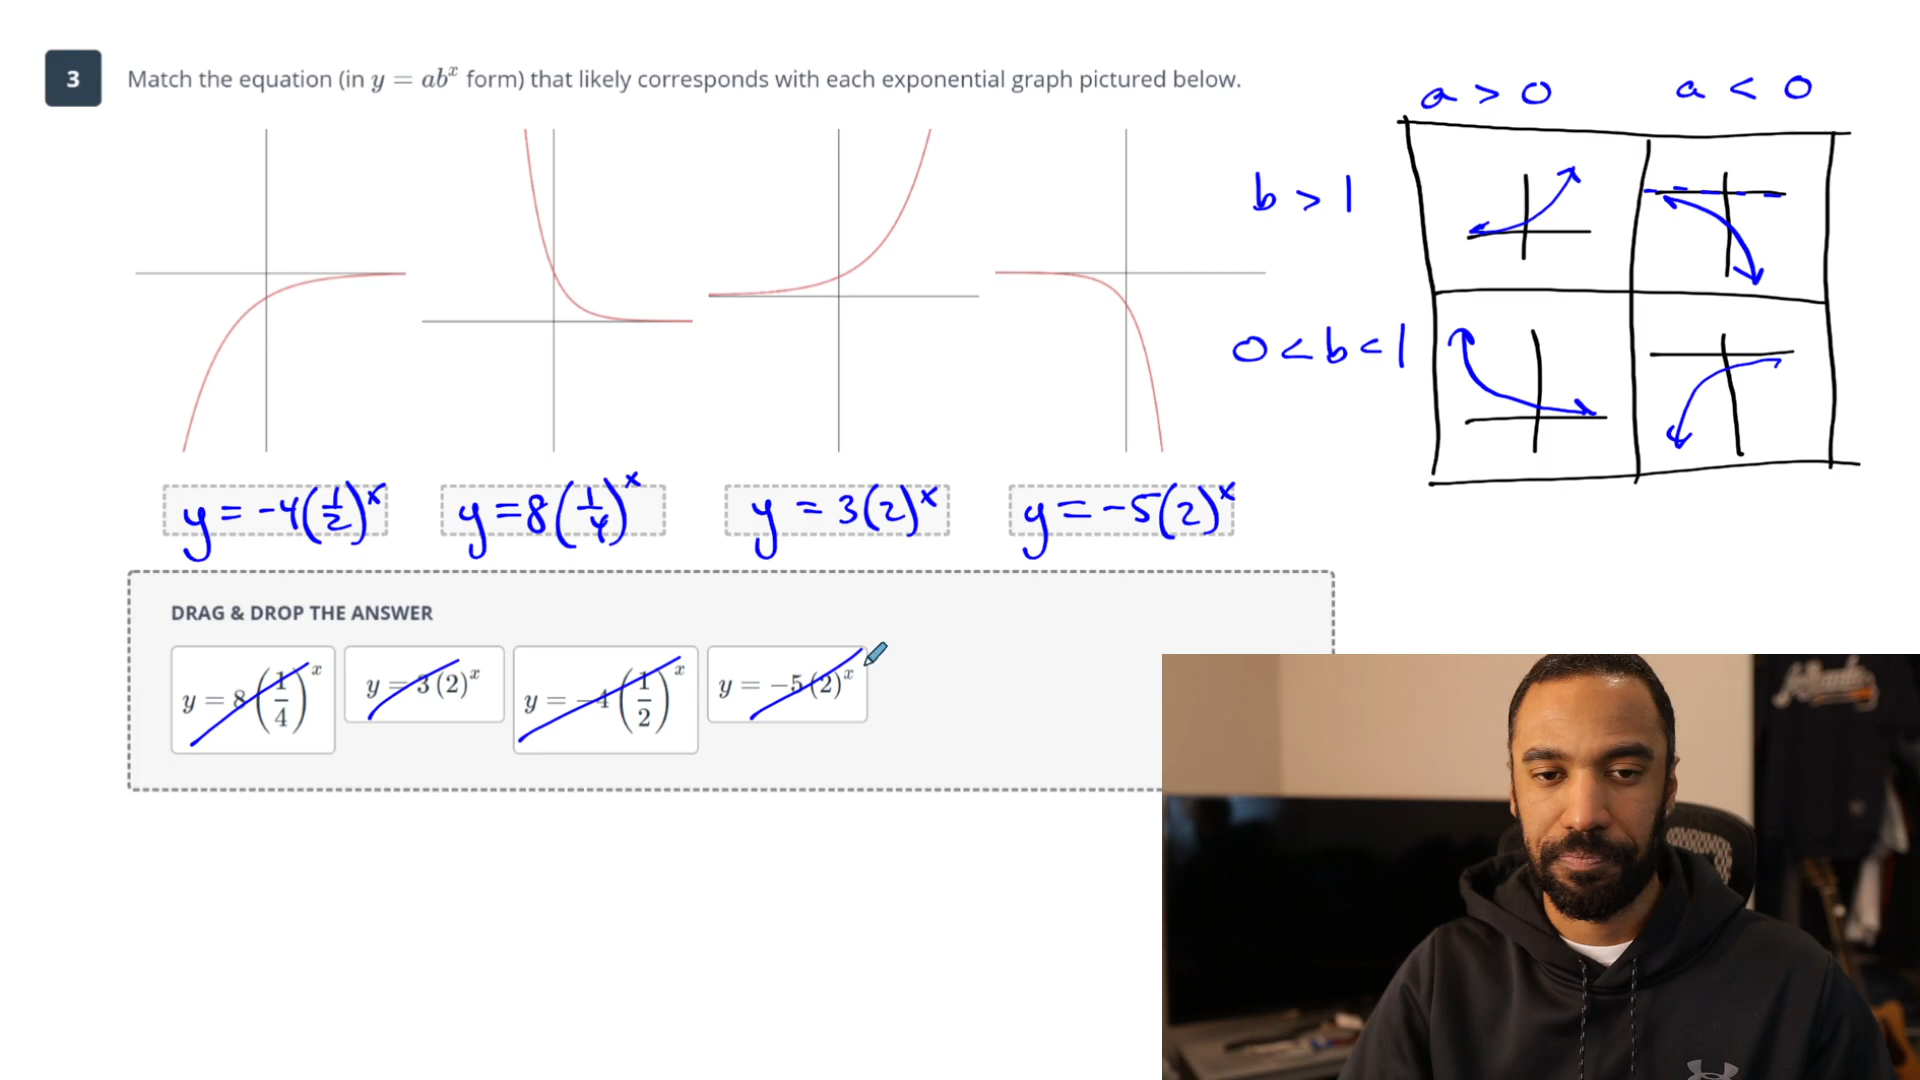 3 Match the equation (in y = ab^x form) that likely corresponds with each exponential graph pictured below.
a > 0
a < 0
b > 1
0 < b < 1
y = -4(1/2)^x
y = 8(1/4)^x
y = 3(2)^x
y = -5(2)^x
DRAG & DROP THE ANSWER
y = 8(1/4)^x
y = 3(2)^x
y = -4(1/2)^x
y = -5(2)^x